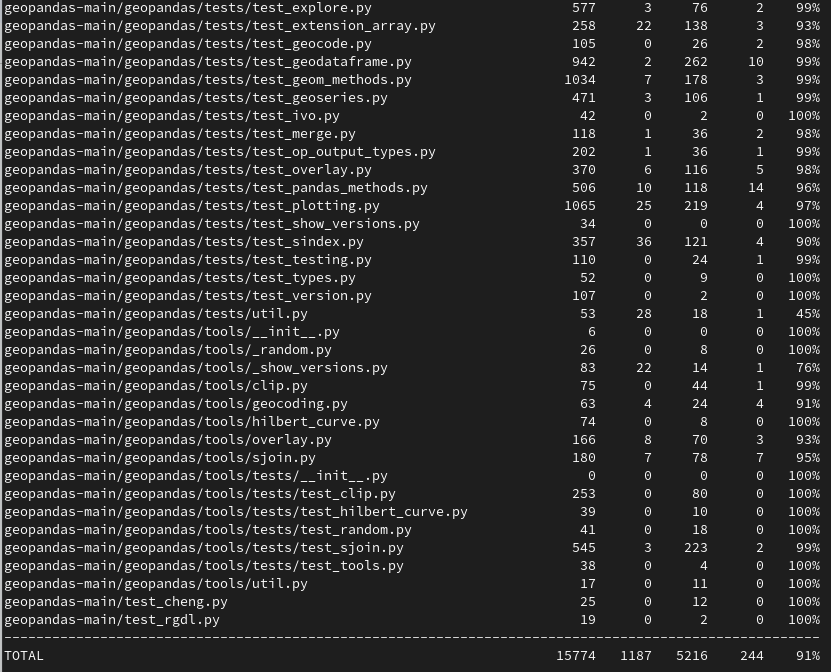 geopandas-main/geopandas/tests/test_explore.py 577 3 76 2 99%
geopandas-main/geopandas/tests/test_extension_array.py 258 22 138 3 93%
geopandas-main/geopandas/tests/test_geocode.py 105 0 26 2 98%
geopandas-main/geopandas/tests/test_geodataframe.py 942 2 262 10 99%
geopandas-main/geopandas/tests/test_geom_methods.py 1034 7 178 3 99%
geopandas-main/geopandas/tests/test_geoseries.py 471 3 106 1 99%
geopandas-main/geopandas/tests/test_ivo.py 42 0 2 0 100%
geopandas-main/geopandas/tests/test_merge.py 118 1 36 2 98%
geopandas-main/geopandas/tests/test_op_output_types.py 202 1 36 1 99%
geopandas-main/geopandas/tests/test_overlay.py 370 6 116 5 98%
geopandas-main/geopandas/tests/test_pandas_methods.py 506 10 118 14 96%
geopandas-main/geopandas/tests/test_plotting.py 1065 25 219 4 97%
geopandas-main/geopandas/tests/test_show_versions.py 34 0 0 0 100%
geopandas-main/geopandas/tests/test_sindex.py 357 36 121 4 90%
geopandas-main/geopandas/tests/test_testing.py 110 0 24 1 99%
geopandas-main/geopandas/tests/test_types.py 52 0 9 0 100%
geopandas-main/geopandas/tests/test_version.py 107 0 2 0 100%
geopandas-main/geopandas/tests/util.py 53 28 18 1 45%
geopandas-main/geopandas/tools/__init__.py 6 0 0 0 100%
geopandas-main/geopandas/tools/_random.py 26 0 8 0 100%
geopandas-main/geopandas/tools/_show_versions.py 83 22 14 1 76%
geopandas-main/geopandas/tools/clip.py 75 0 44 1 99%
geopandas-main/geopandas/tools/geocoding.py 63 4 24 4 91%
geopandas-main/geopandas/tools/hilbert_curve.py 74 0 8 0 100%
geopandas-main/geopandas/tools/overlay.py 166 8 70 3 93%
geopandas-main/geopandas/tools/sjoin.py 180 7 78 7 95%
geopandas-main/geopandas/tools/tests/__init__.py 0 0 0 0 100%
geopandas-main/geopandas/tools/tests/test_clip.py 253 0 80 0 100%
geopandas-main/geopandas/tools/tests/test_hilbert_curve.py 39 0 10 0 100%
geopandas-main/geopandas/tools/tests/test_random.py 41 0 18 0 100%
geopandas-main/geopandas/tools/tests/test_sjoin.py 545 3 223 2 99%
geopandas-main/geopandas/tools/tests/test_tools.py 38 0 4 0 100%
geopandas-main/geopandas/tools/util.py 17 0 11 0 100%
geopandas-main/test_cheng.py 25 0 12 0 100%
geopandas-main/test_rgdl.py 19 0 2 0 100%
-------------------------------------------------------------------------------------------------------
TOTAL 15774 1187 5216 244 91%